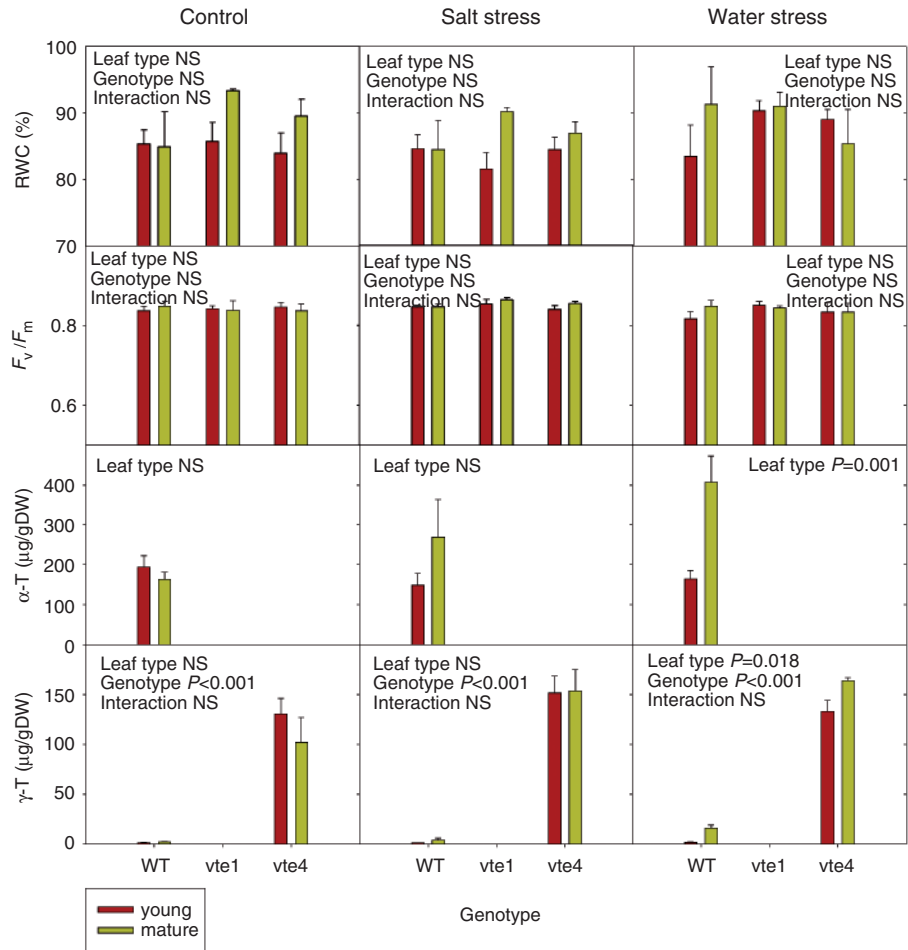 Control
Salt stress
Water stress
RWC (%)
100
90
80
70
Leaf type NS
Genotype NS
Interaction NS
Leaf type NS
Genotype NS
Interaction NS
Leaf type NS
Genotype NS
Interaction NS
Fv/Fm
0.8
0.6
Leaf type NS
Genotype NS
Interaction NS
Leaf type NS
Genotype NS
Interaction NS
Leaf type NS
Genotype NS
Interaction NS
α-T (µg/gDW)
400
300
200
100
0
Leaf type NS
Leaf type NS
Leaf type P=0.001
γ-T (µg/gDW)
150
100
50
0
Leaf type NS
Genotype P<0.001
Interaction NS
Leaf type NS
Genotype P<0.001
Interaction NS
Leaf type P=0.018
Genotype P<0.001
Interaction NS
WT vte1 vte4
WT vte1 vte4
WT vte1 vte4
Genotype
young
mature